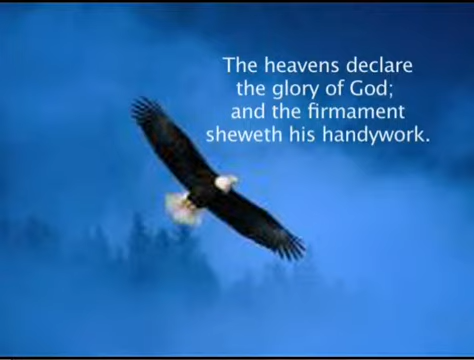 The heavens declare
the glory of God;
and the firmament
sheweth his handywork.